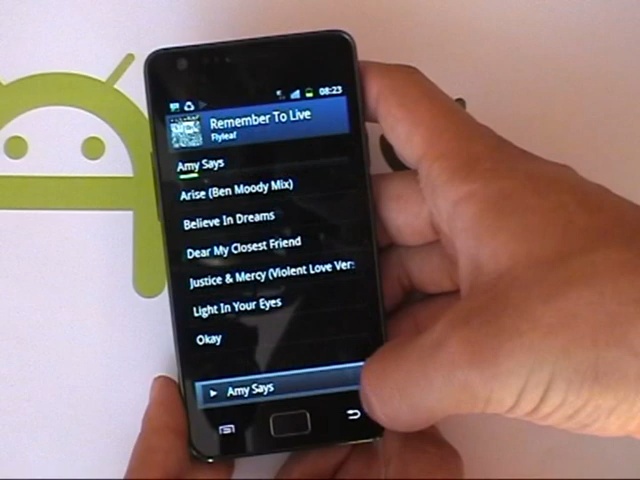 08:23
Remember To Live
Flyleaf
Amy Says
Arise (Ben Moody Mix)
Believe In Dreams
Dear My Closest Friend
Justice & Mercy (Violent Love Ver:
Light In Your Eyes
Okay
Amy Says